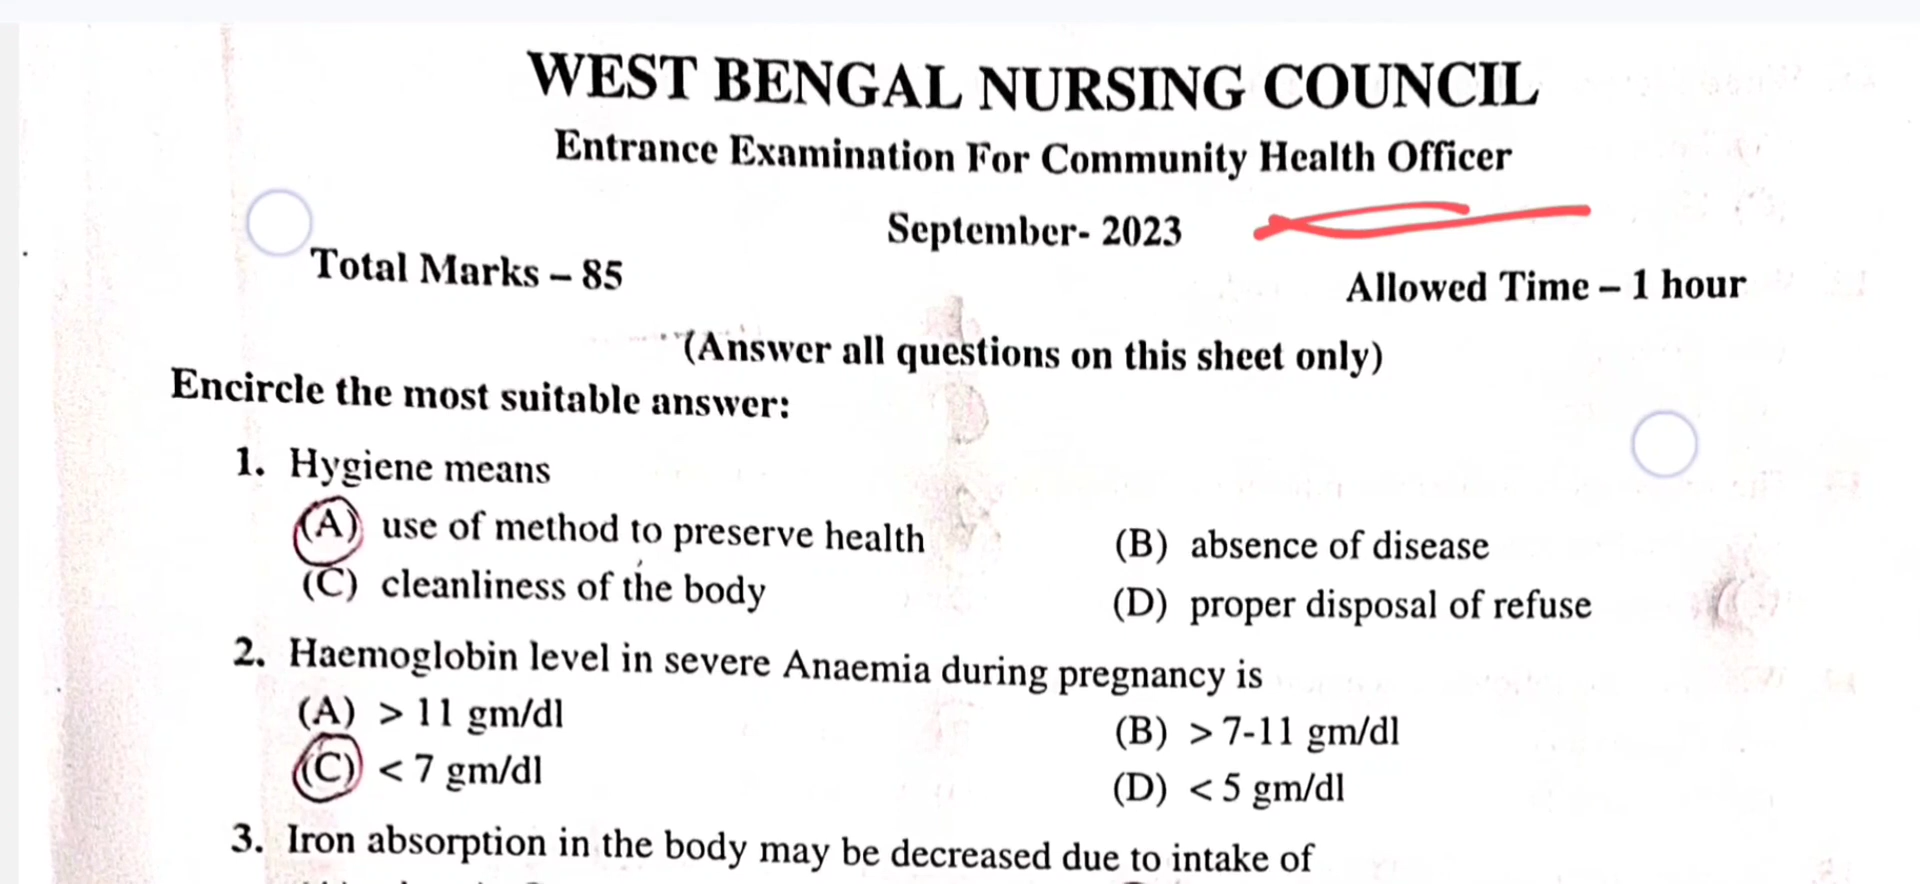 WEST BENGAL NURSING COUNCIL
Entrance Examination For Community Health Officer
September- 2023
Total Marks – 85
Allowed Time – 1 hour
(Answer all questions on this sheet only)
Encircle the most suitable answer:
1. Hygiene means
(A) use of method to preserve health (B) absence of disease
(C) cleanliness of the body (D) proper disposal of refuse
2. Haemoglobin level in severe Anaemia during pregnancy is
(A) > 11 gm/dl (B) > 7-11 gm/dl
(C) < 7 gm/dl (D) < 5 gm/dl
3. Iron absorption in the body may be decreased due to intake of